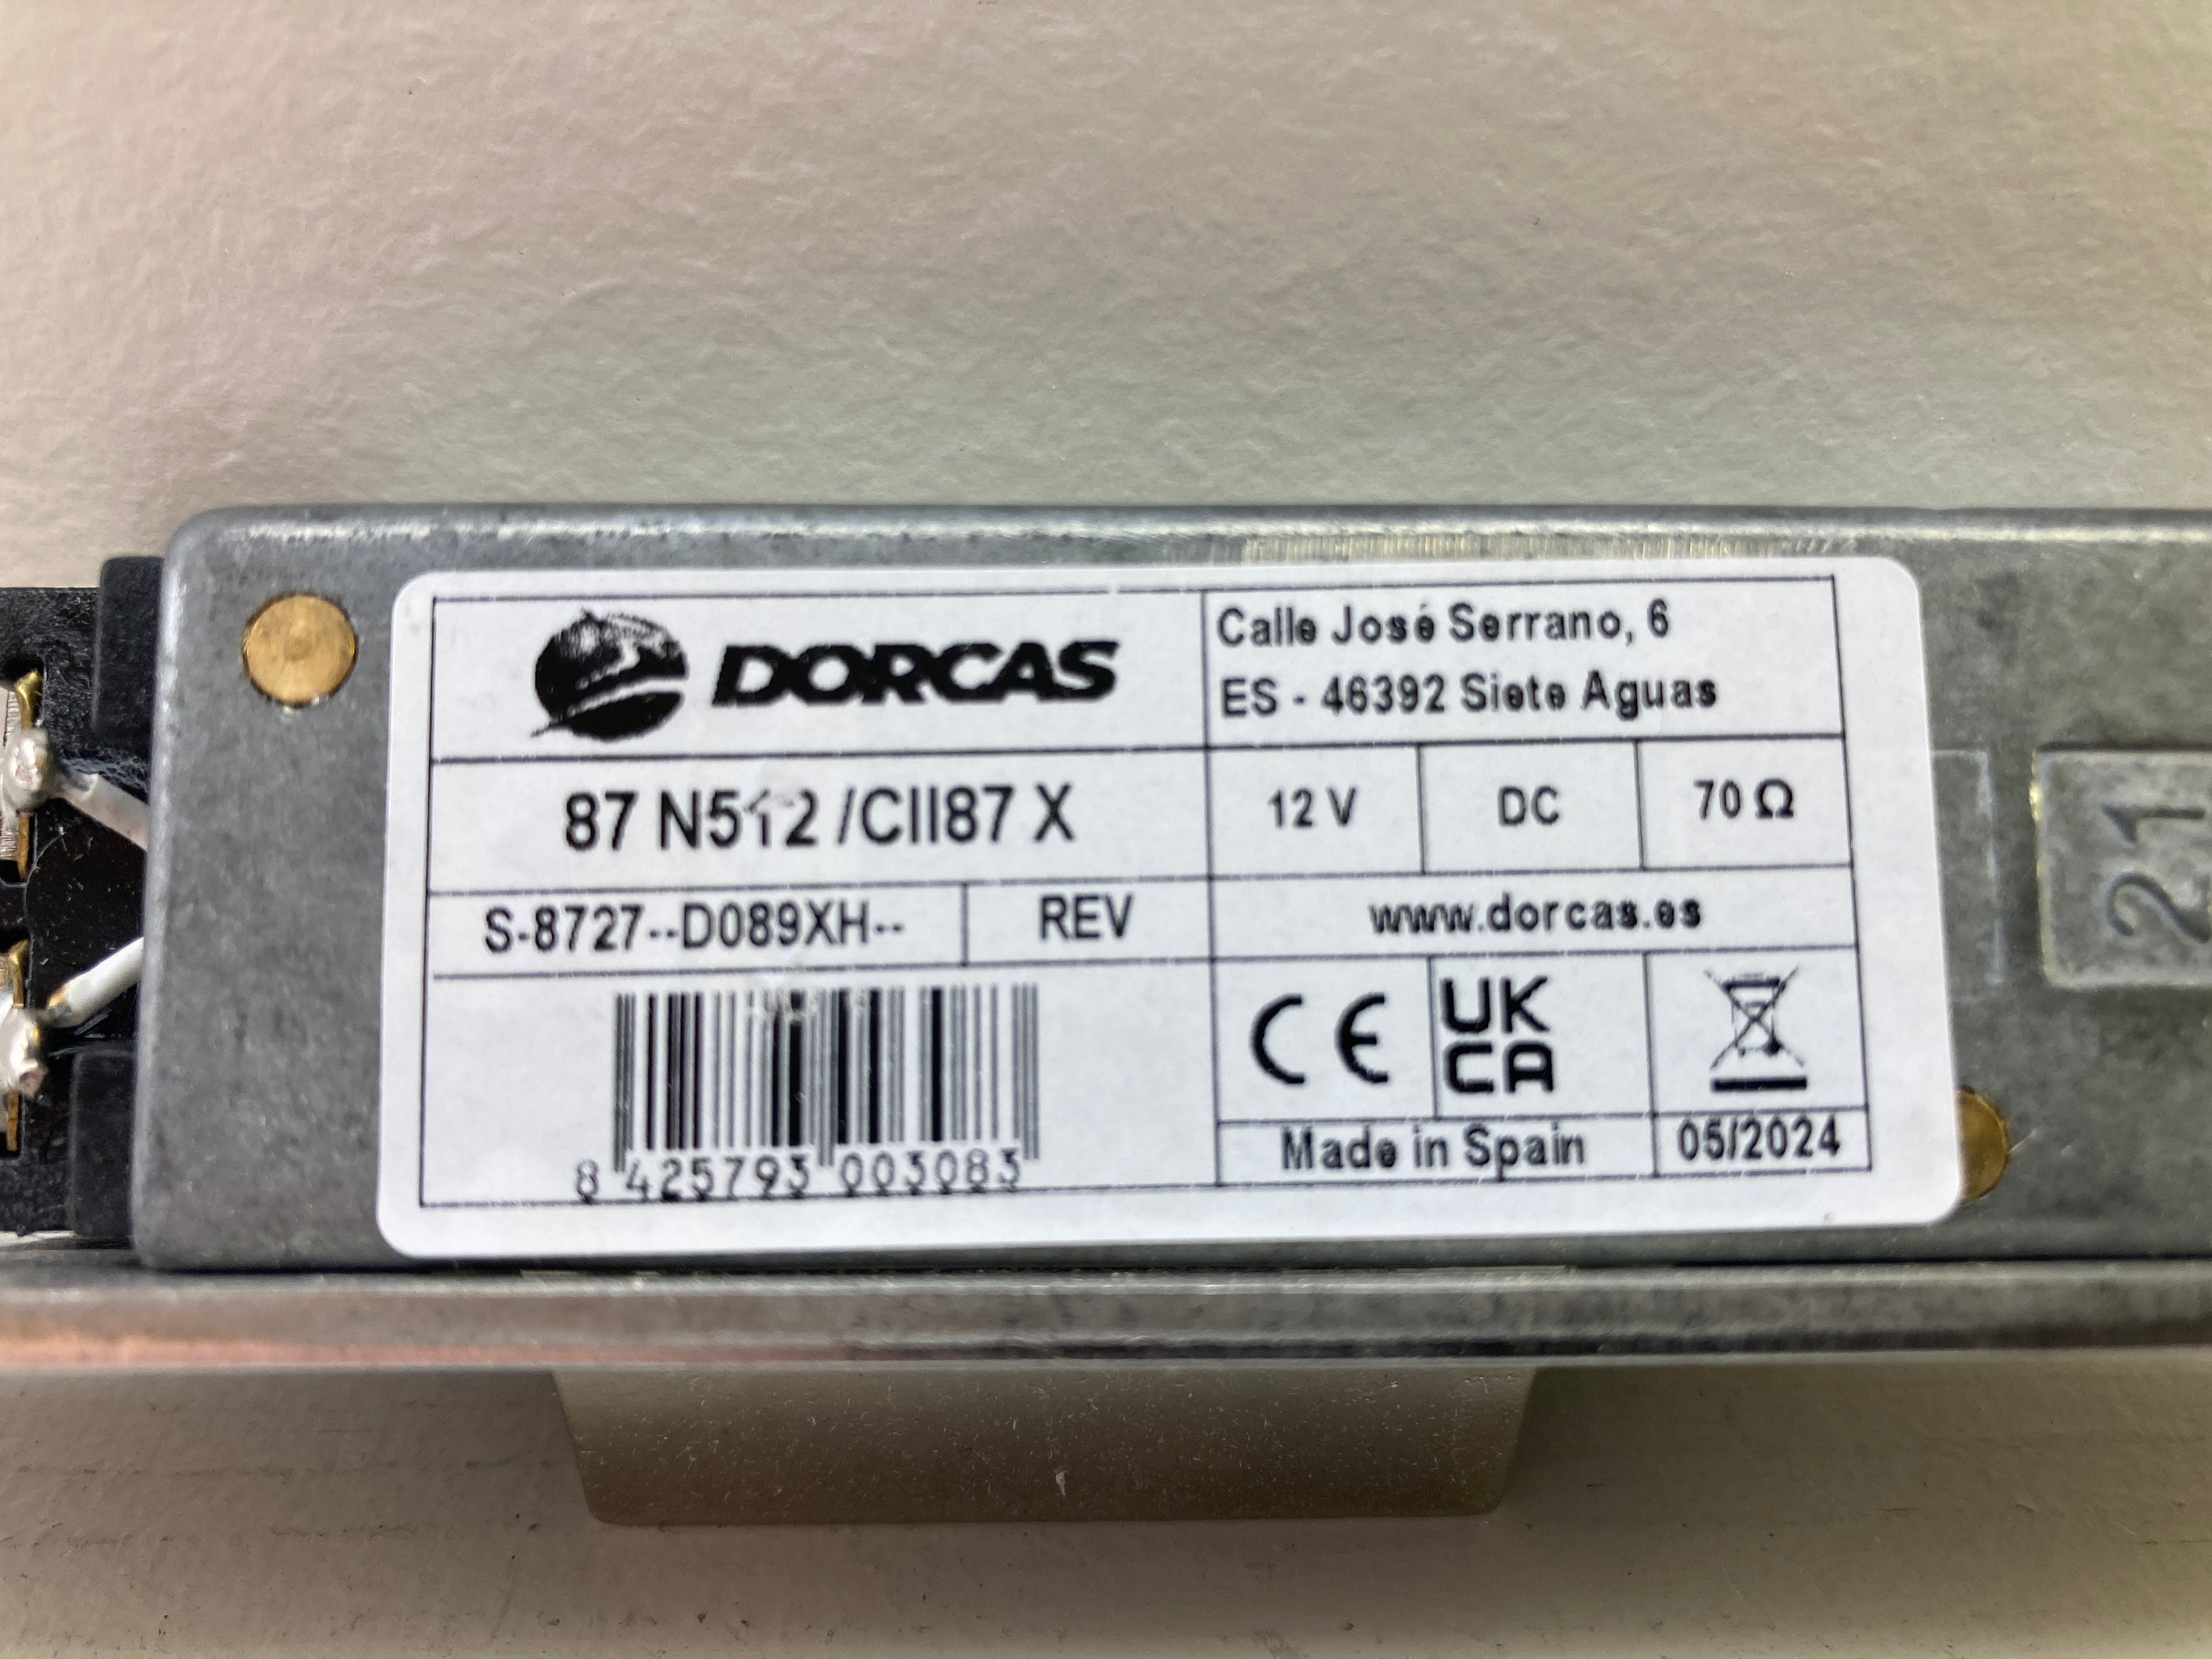 DORCAS
Calle José Serrano, 6
ES - 46392 Siete Aguas
87 N512 /CII87 X
12 V
DC
70 Ω
S-8727--D089XH--
REV
www.dorcas.es
CE
UK
CA
8 425793 003083
Made in Spain
05/2024
21